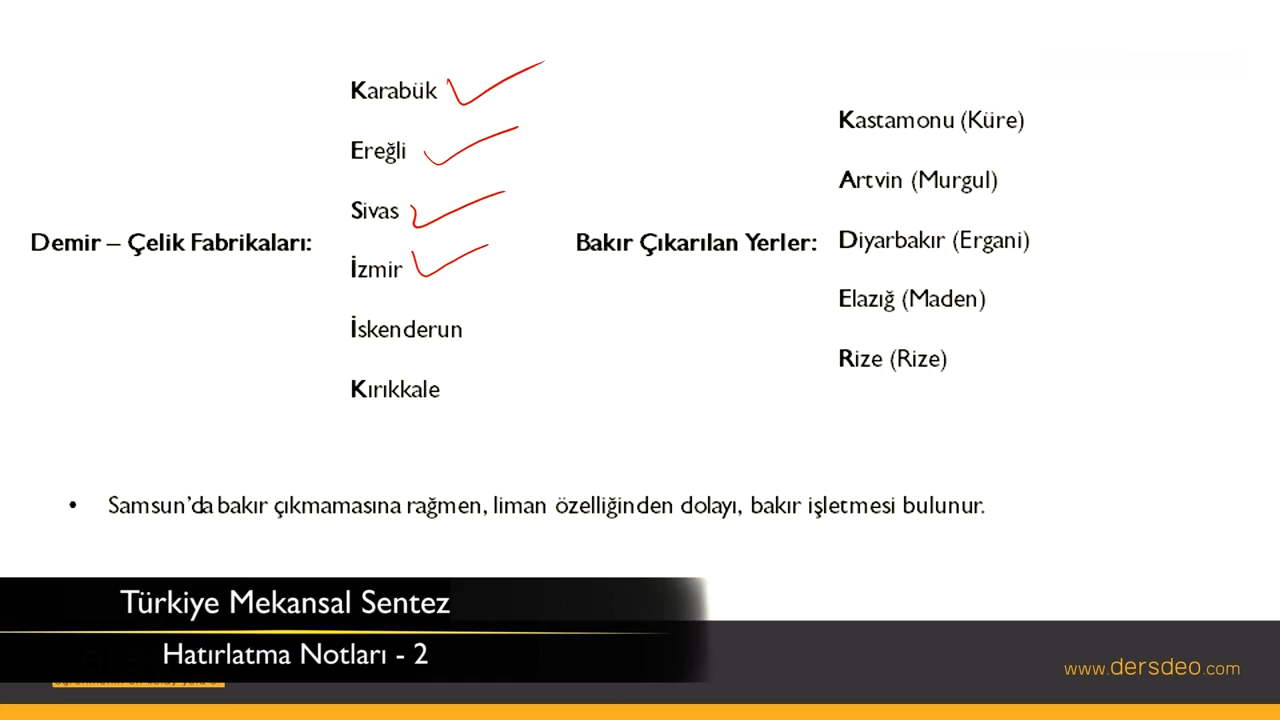 Demir – Çelik Fabrikaları:
Karabük
Ereğli
Sivas
İzmir
İskenderun
Kırıkkale
Bakır Çıkarılan Yerler:
Kastamonu (Küre)
Artvin (Murgul)
Diyarbakır (Ergani)
Elazığ (Maden)
Rize (Rize)
• Samsun'da bakır çıkmamasına rağmen, liman özelliğinden dolayı, bakır işletmesi bulunur.
Türkiye Mekansal Sentez
Hatırlatma Notları - 2
www.dersdeo.com